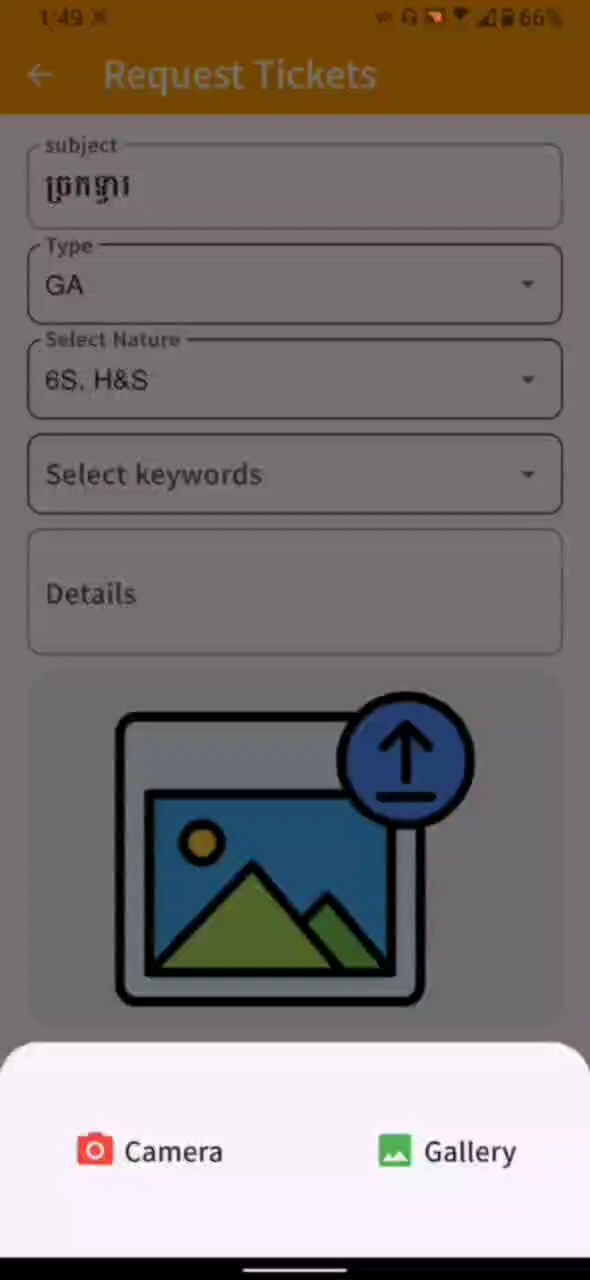 1:49
66%
Request Tickets
subject
ច្រកទ្វារ
Type
GA
Select Nature
6S, H&S
Select keywords
Details
Camera
Gallery